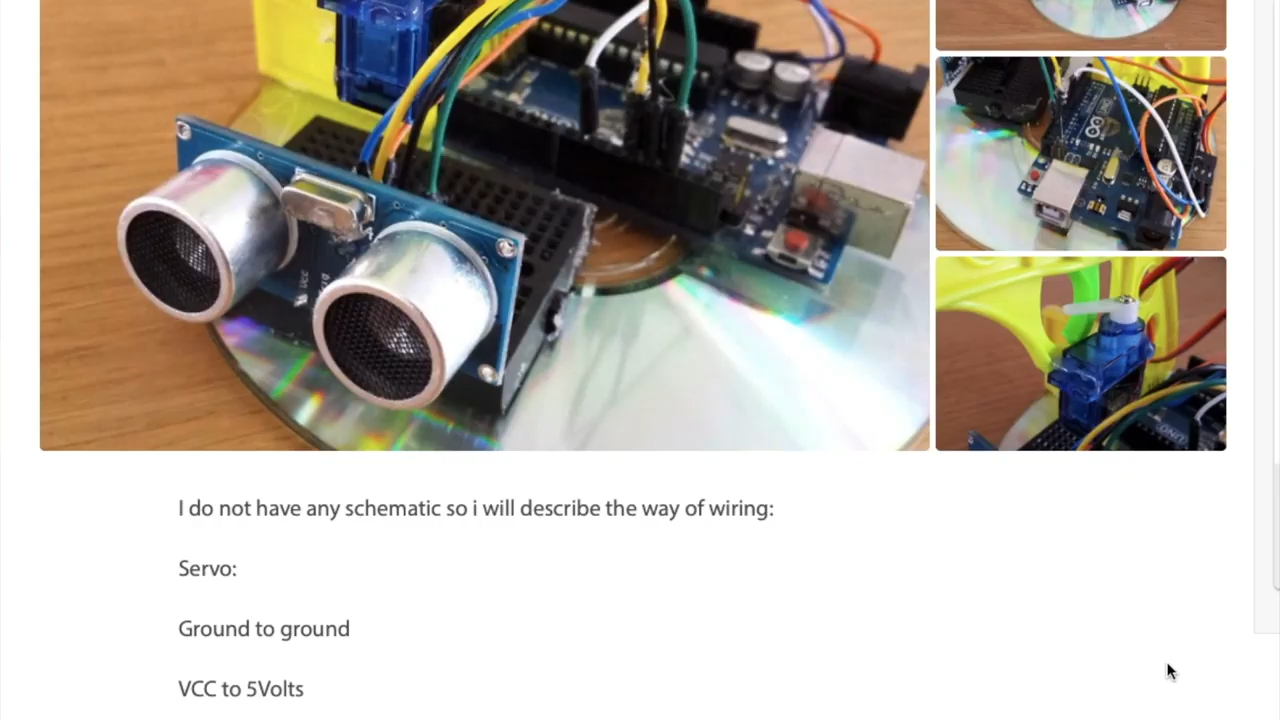 I do not have any schematic so i will describe the way of wiring:
Servo:
Ground to ground
VCC to 5Volts